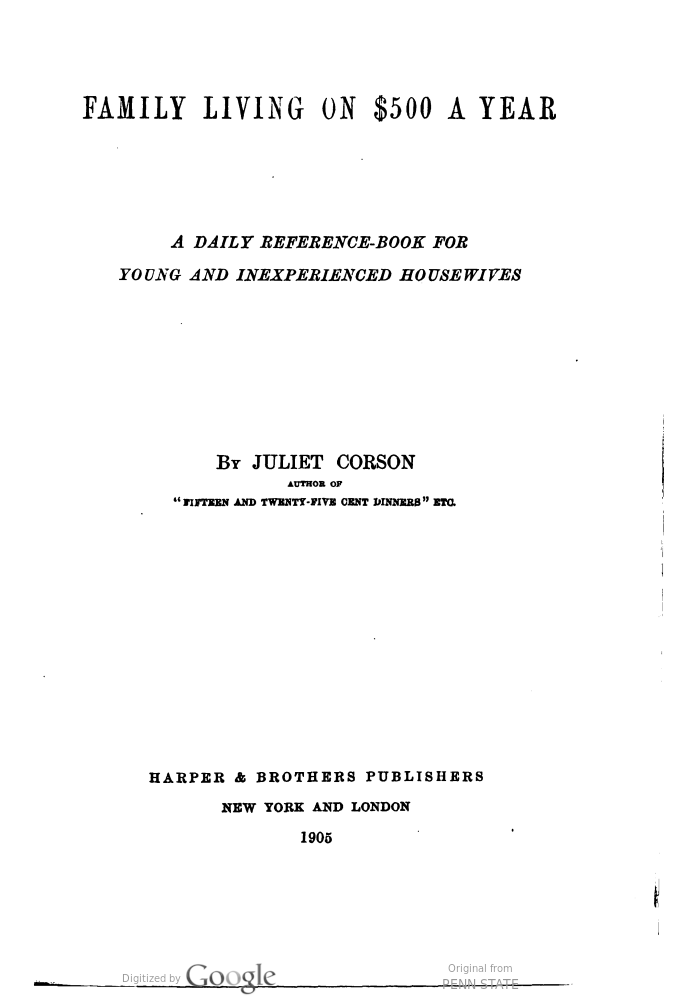 FAMILY LIVING ON $500 A YEAR
A DAILY REFERENCE-BOOK FOR
YOUNG AND INEXPERIENCED HOUSEWIVES
BY JULIET CORSON
AUTHOR OF
"FIFTEEN AND TWENTY-FIVE CENT DINNERS" ETC.
HARPER & BROTHERS PUBLISHERS
NEW YORK AND LONDON
1905
Digitized by Google
Original from
PENN STATE